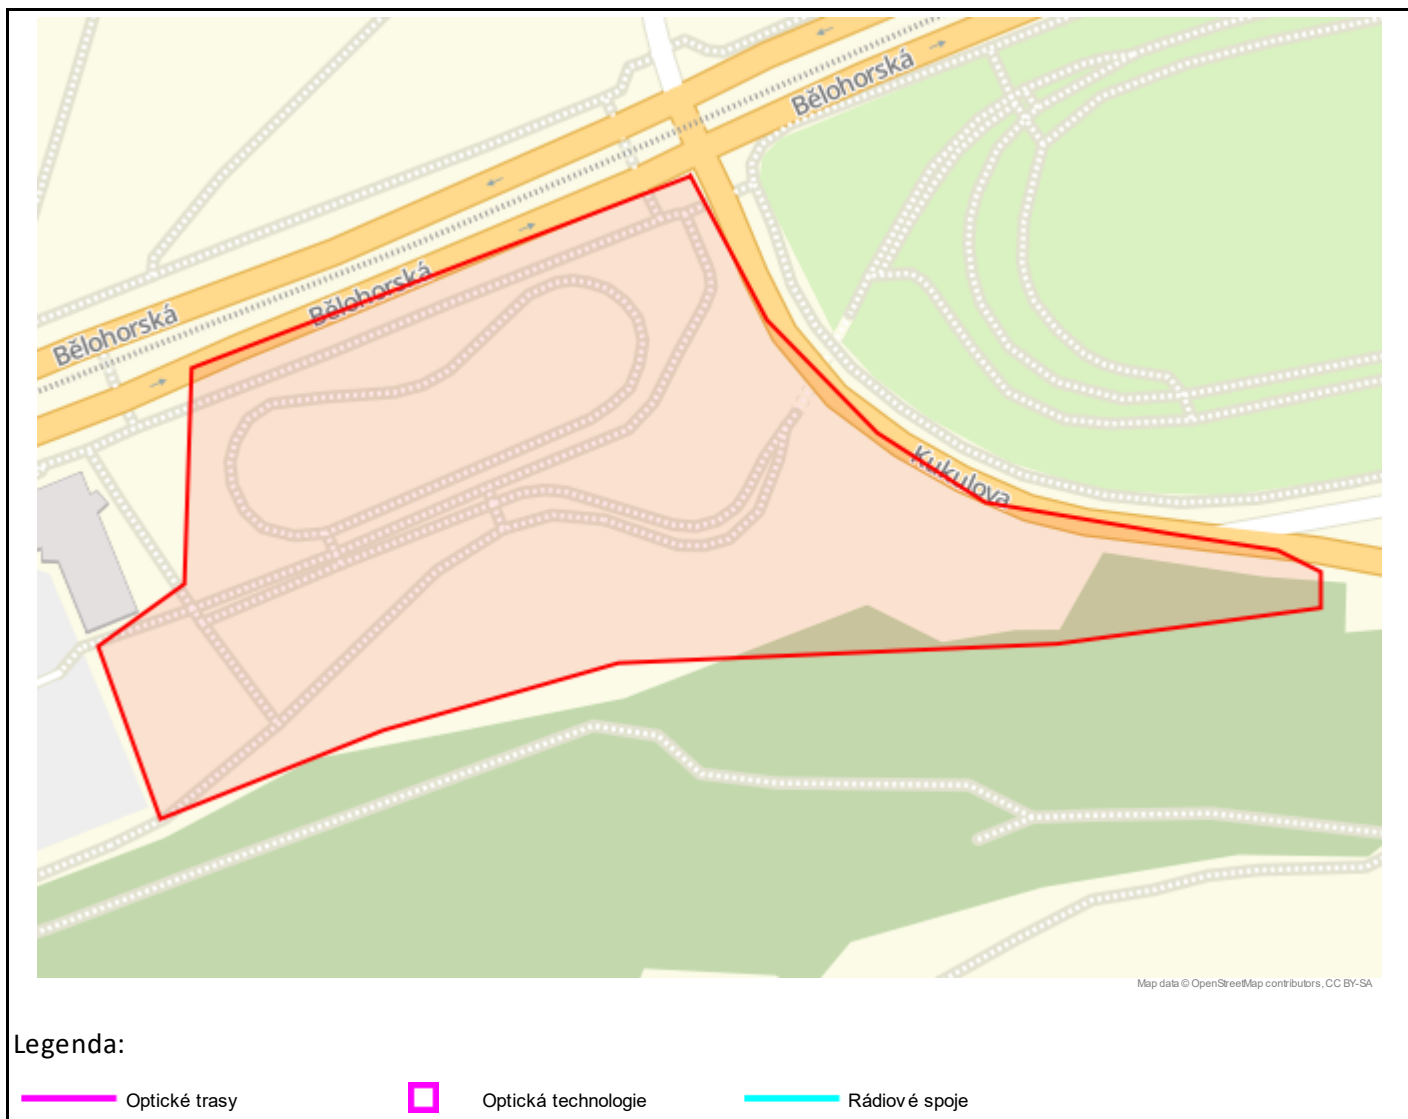 Bělohorská
Bělohorská
Bělohorská
Kukulova
Map data © OpenStreetMap contributors, CC BY-SA
Legenda:
Optické trasy Optická technologie Rádiové spoje